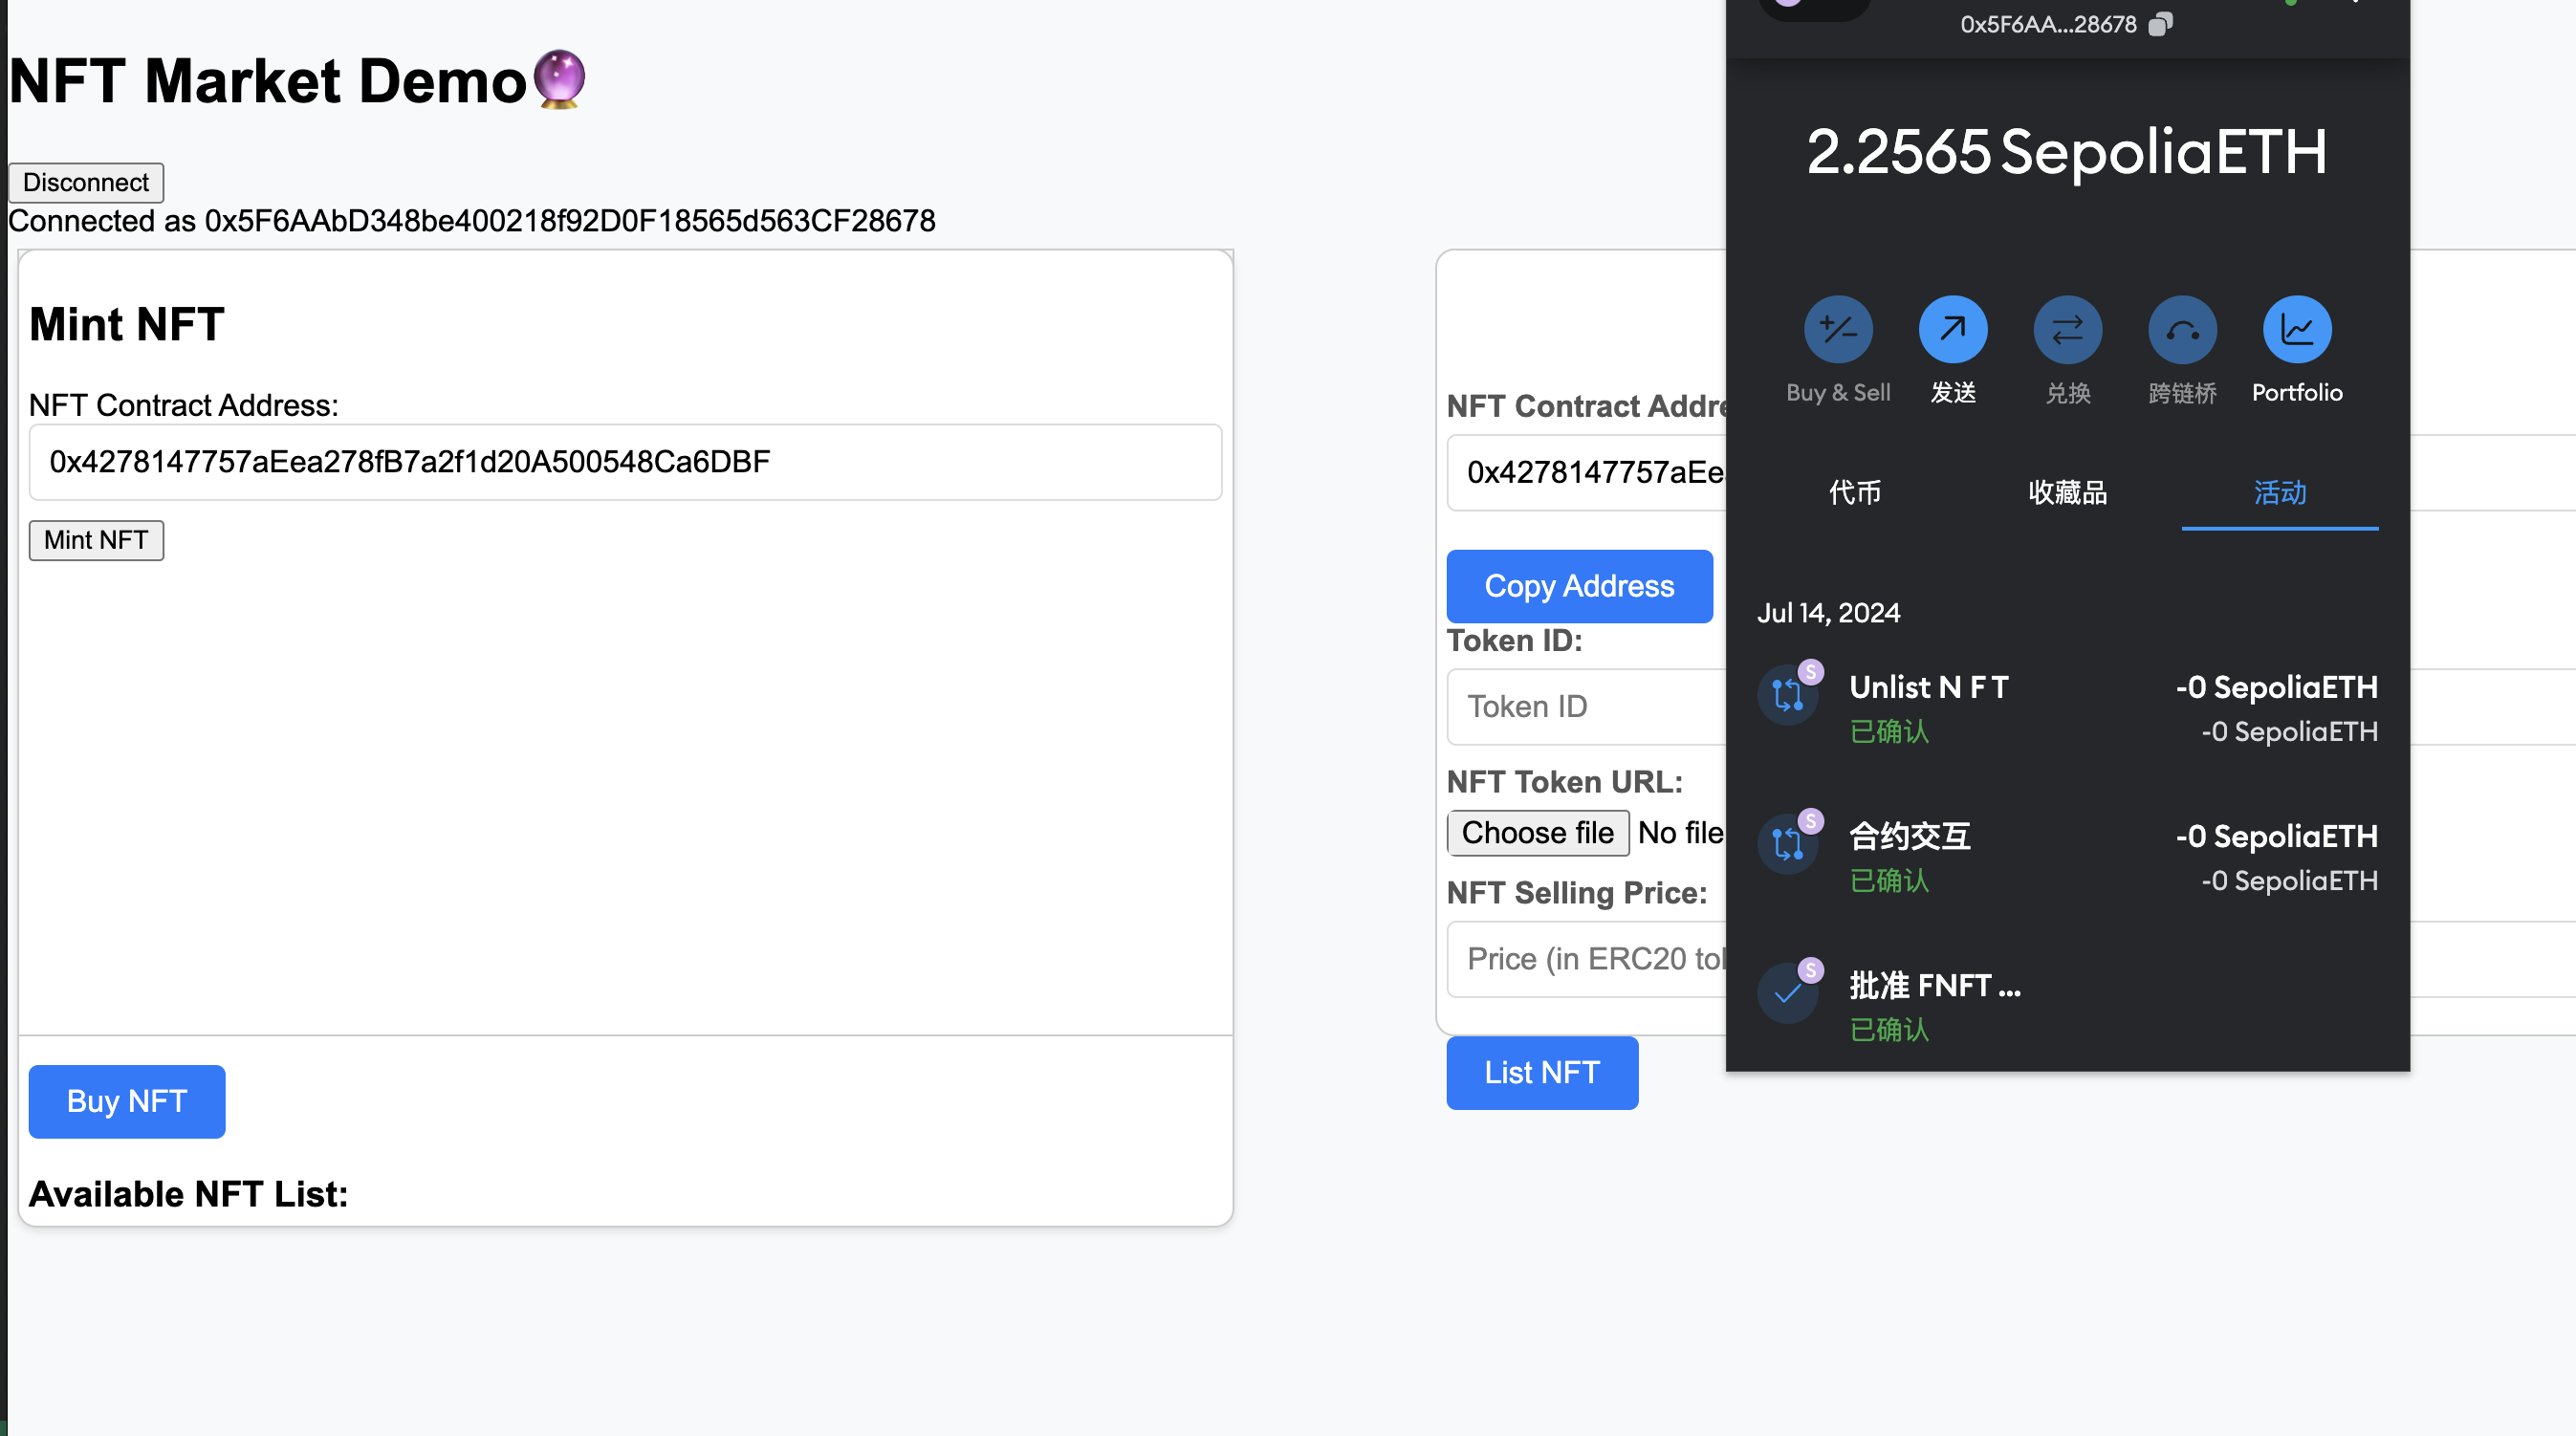 NFT Market Demo🔮
Disconnect
Connected as 0x5F6AAbD348be400218f92D0F18565d563CF28678
Mint NFT
NFT Contract Address:
0x4278147757aEea278fB7a2f1d20A500548Ca6DBF
Mint NFT
Buy NFT
Available NFT List:
NFT Contract Addre
0x4278147757aEe
Copy Address
Token ID:
Token ID
NFT Token URL:
Choose file No file
NFT Selling Price:
Price (in ERC20 to
List NFT
0x5F6AA...28678
2.2565 SepoliaETH
Buy & Sell 发送 兑换 跨链桥 Portfolio
代币 收藏品 活动
Jul 14, 2024
S
Unlist N F T -0 SepoliaETH
已确认 -0 SepoliaETH
S
合约交互 -0 SepoliaETH
已确认 -0 SepoliaETH
S
批准 FNFT ...
已确认